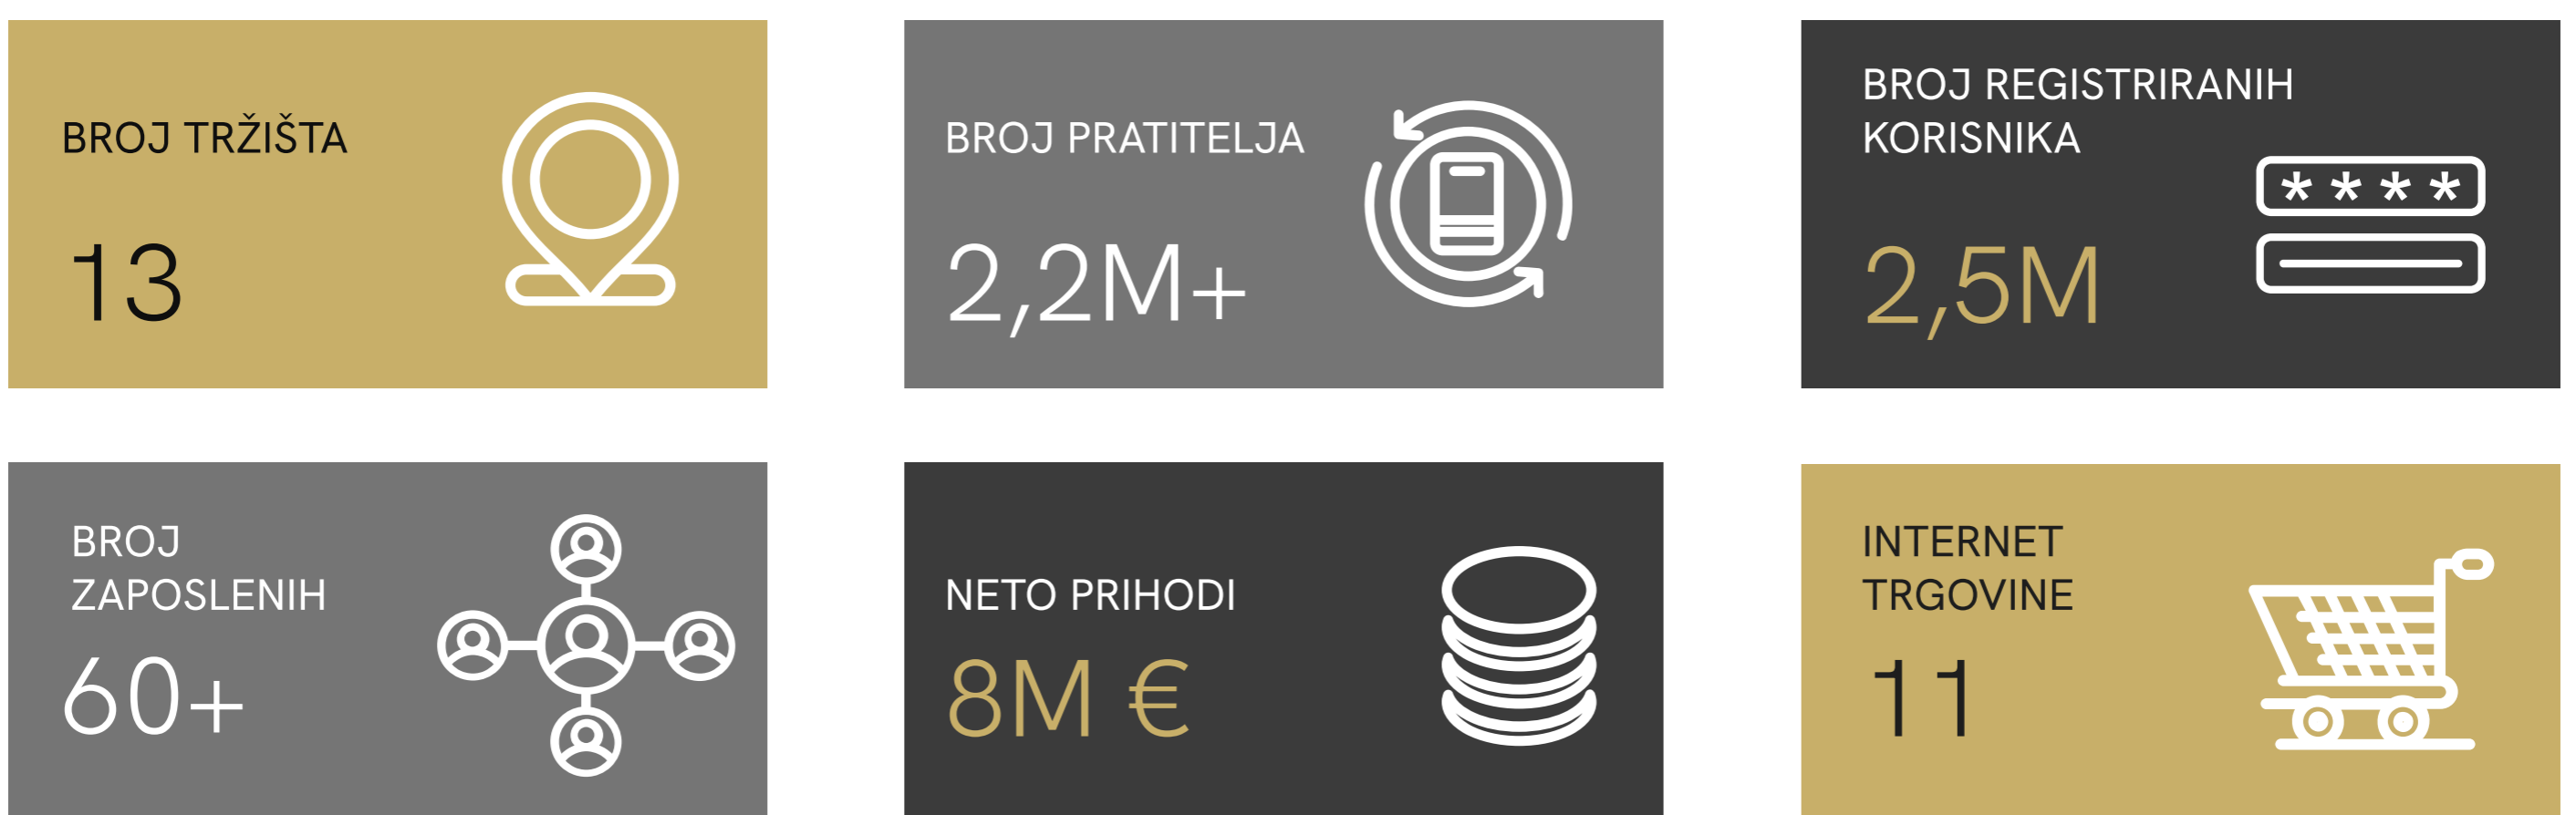 BROJ TRŽIŠTA
13
BROJ PRATITELJA
2,2M+
BROJ REGISTRIRANIH
KORISNIKA
****
2,5M
BROJ
ZAPOSLENIH
60+
NETO PRIHODI
8M €
INTERNET
TRGOVINE
11